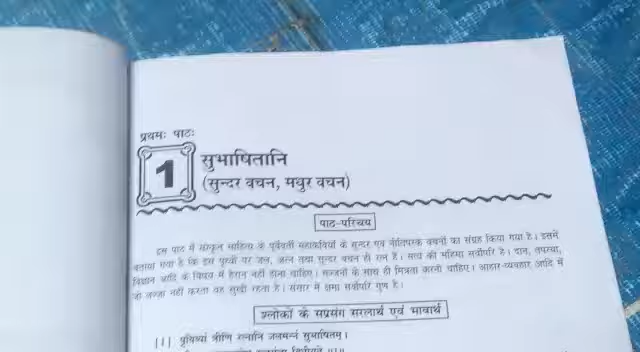 प्रथमः पाठः
1
सुभाषितानि
(सुन्दर वचन, मधुर वचन)
पाठ-परिचय
इस पाठ में संस्कृत साहित्य के पूर्ववर्ती महाकवियों के सुन्दर एवं नीतिपरक वचनों का संग्रह किया गया है। इसमें
बताया गया है कि इस पृथ्वी पर जल, अन्न तथा सुन्दर वचन ही रत्न हैं। सत्य की महिमा सर्वोपरि है। दान, तपस्या,
विज्ञान आदि के विषय में हैरान नहीं होना चाहिए। सज्जनों के साथ ही मित्रता करनी चाहिए। आहार-व्यवहार आदि में
जो लज्जा नहीं करता वह सुखी रहता है। संसार में क्षमा सर्वोपरि गुण है।
श्लोकों के सप्रसंग सरलार्थ एवं भावार्थ
[1] पृथिव्यां त्रीणि रत्नानि जलमन्नं सुभाषितम्।